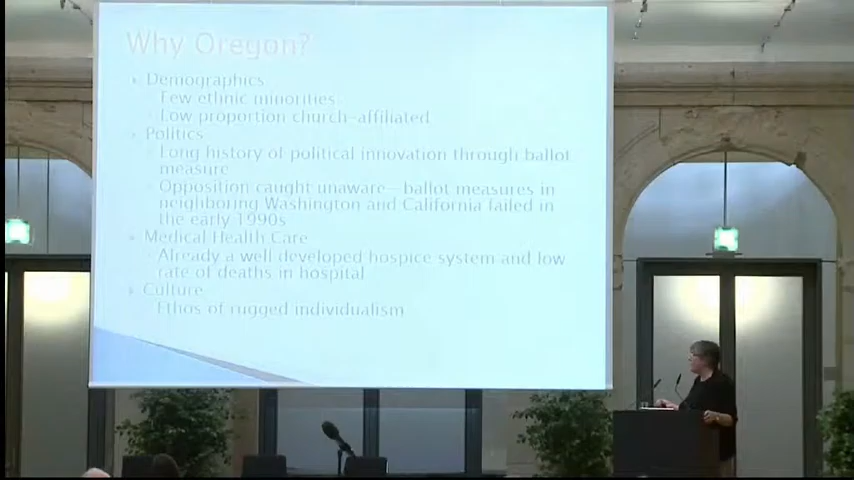 Why Oregon?
Demographics
Few ethnic minorities
Low proportion church-affiliated
Politics
Long history of political innovation through ballot
measure
Opposition caught unaware--ballot measures in
neighboring Washington and California failed in
the early 1990s
Medical Health Care
Already a well developed hospice system and low
rate of deaths in hospital
Culture
Ethos of rugged individualism